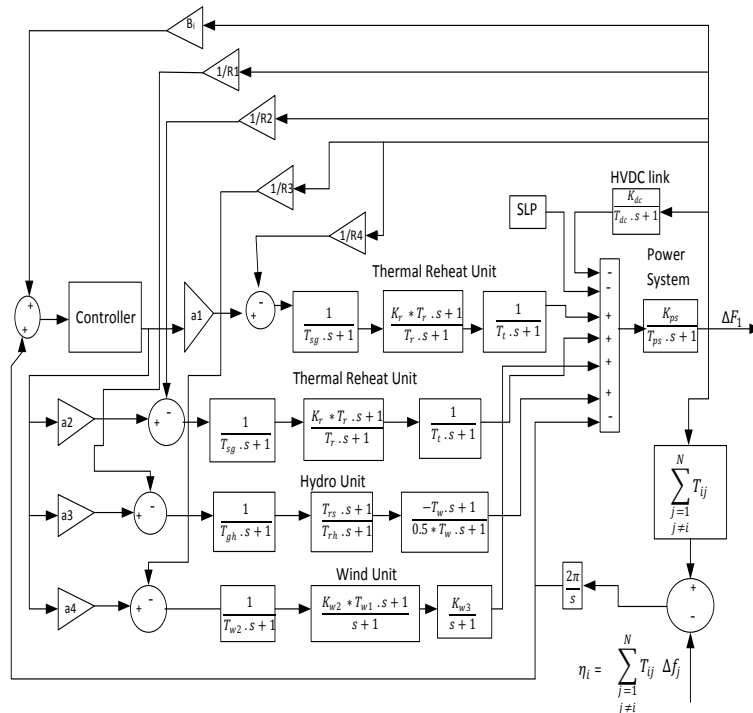 B_i
1/R1
1/R2
1/R3
1/R4
HVDC link
K_dc / T_dc . s + 1
SLP
Power
System
K_ps / T_ps . s + 1
ΔF_1
+
+
+
Controller
a1
-
+
Thermal Reheat Unit
1 / T_sg . s + 1
K_r * T_r . s + 1 / T_r . s + 1
1 / T_t . s + 1
-
-
+
+
+
+
-
Thermal Reheat Unit
a2
+
-
1 / T_sg . s + 1
K_r * T_r . s + 1 / T_r . s + 1
1 / T_t . s + 1
Hydro Unit
a3
+
-
1 / T_gh . s + 1
T_rs . s + 1 / T_rh . s + 1
-T_w . s + 1 / 0.5 * T_w . s + 1
Wind Unit
a4
+
-
1 / T_w2 . s + 1
K_w2 * T_w1 . s + 1 / s + 1
K_w3 / s + 1
N
∑ T_ij
j=1
j≠i
2π / s
+
-
N
η_i = ∑ T_ij Δf_j
j=1
j≠i